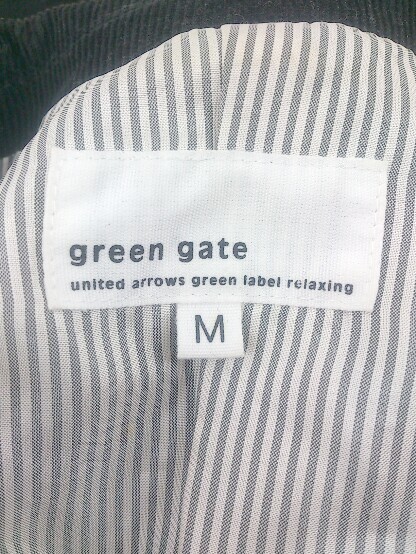 green gate
united arrows green label relaxing
M